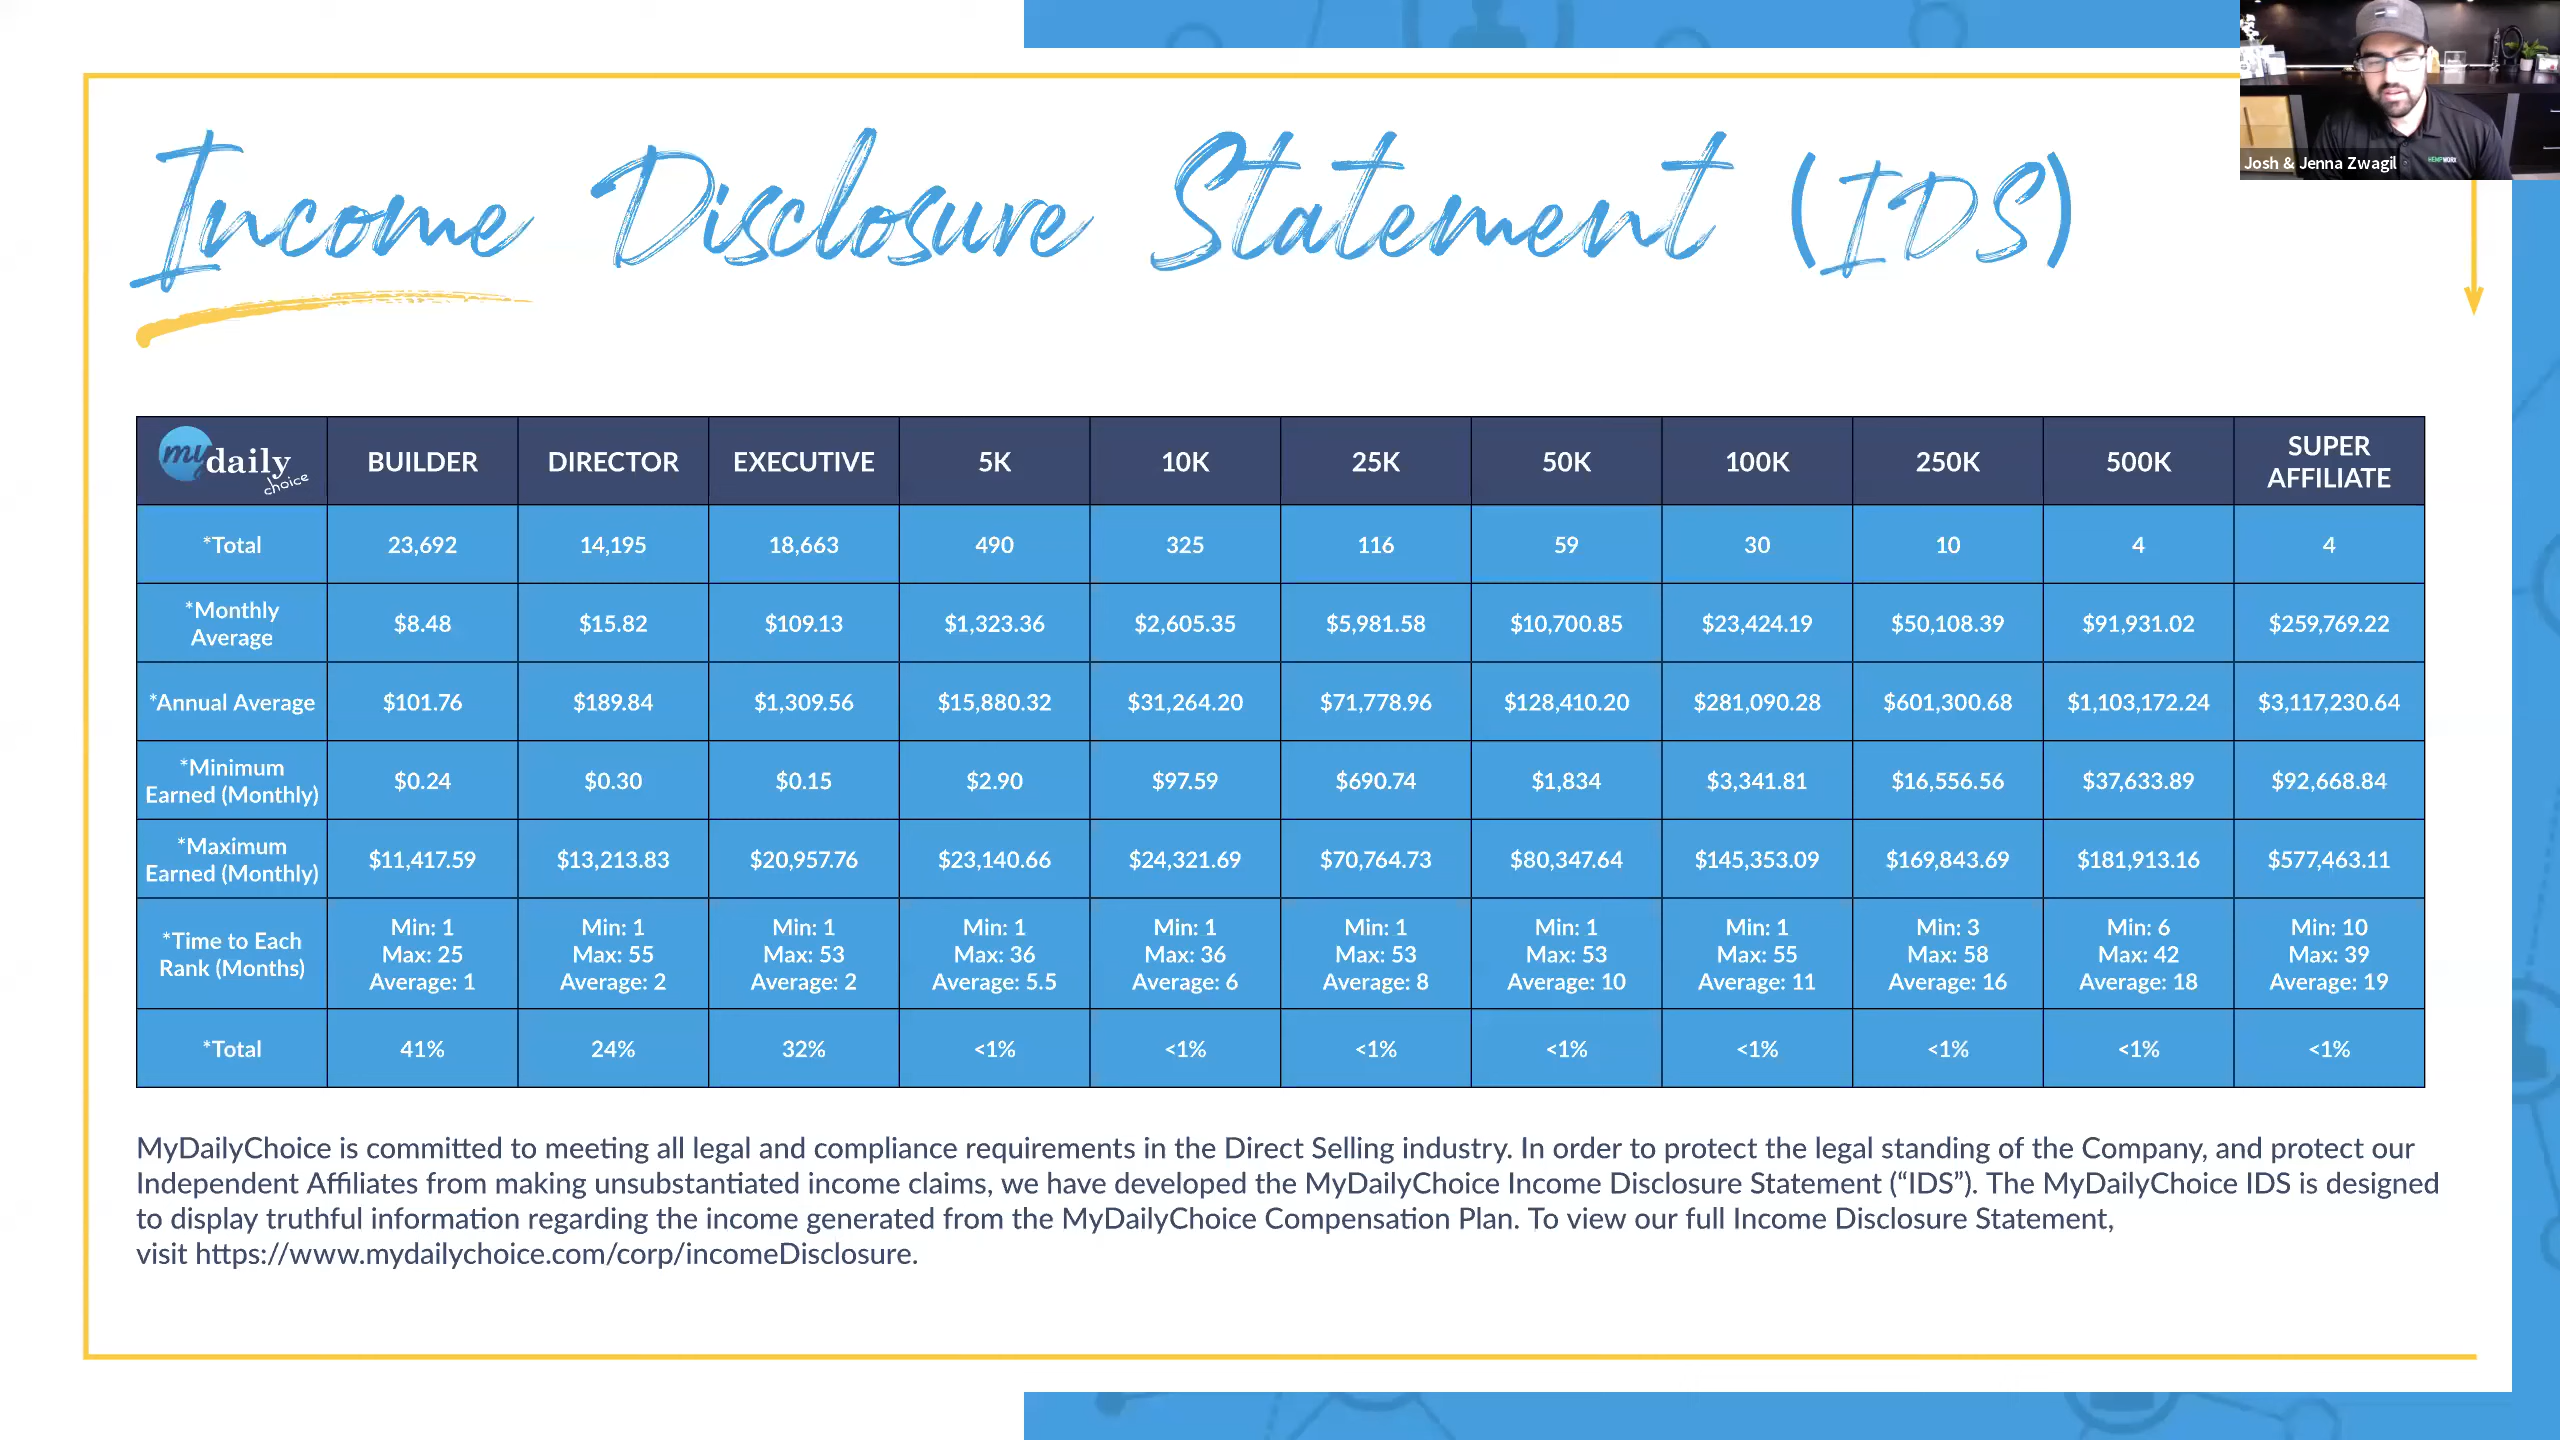 Josh & Jenna Zwagil
HEMPWORX
Income Disclosure Statement (IDS)
my daily choice BUILDER DIRECTOR EXECUTIVE 5K 10K 25K 50K 100K 250K 500K SUPER AFFILIATE
*Total 23,692 14,195 18,663 490 325 116 59 30 10 4 4
*Monthly Average $8.48 $15.82 $109.13 $1,323.36 $2,605.35 $5,981.58 $10,700.85 $23,424.19 $50,108.39 $91,931.02 $259,769.22
*Annual Average $101.76 $189.84 $1,309.56 $15,880.32 $31,264.20 $71,778.96 $128,410.20 $281,090.28 $601,300.68 $1,103,172.24 $3,117,230.64
*Minimum Earned (Monthly) $0.24 $0.30 $0.15 $2.90 $97.59 $690.74 $1,834 $3,341.81 $16,556.56 $37,633.89 $92,668.84
*Maximum Earned (Monthly) $11,417.59 $13,213.83 $20,957.76 $23,140.66 $24,321.69 $70,764.73 $80,347.64 $145,353.09 $169,843.69 $181,913.16 $577,463.11
Min: 1 Min: 1 Min: 1 Min: 1 Min: 1 Min: 1 Min: 1 Min: 1 Min: 3 Min: 6 Min: 10
*Time to Each Rank (Months) Max: 25 Max: 55 Max: 53 Max: 36 Max: 36 Max: 53 Max: 53 Max: 55 Max: 58 Max: 42 Max: 39
Average: 1 Average: 2 Average: 2 Average: 5.5 Average: 6 Average: 8 Average: 10 Average: 11 Average: 16 Average: 18 Average: 19
*Total 41% 24% 32% <1% <1% <1% <1% <1% <1% <1% <1%
MyDailyChoice is committed to meeting all legal and compliance requirements in the Direct Selling industry. In order to protect the legal standing of the Company, and protect our
Independent Affiliates from making unsubstantiated income claims, we have developed the MyDailyChoice Income Disclosure Statement (“IDS”). The MyDailyChoice IDS is designed
to display truthful information regarding the income generated from the MyDailyChoice Compensation Plan. To view our full Income Disclosure Statement,
visit https://www.mydailychoice.com/corp/incomeDisclosure.